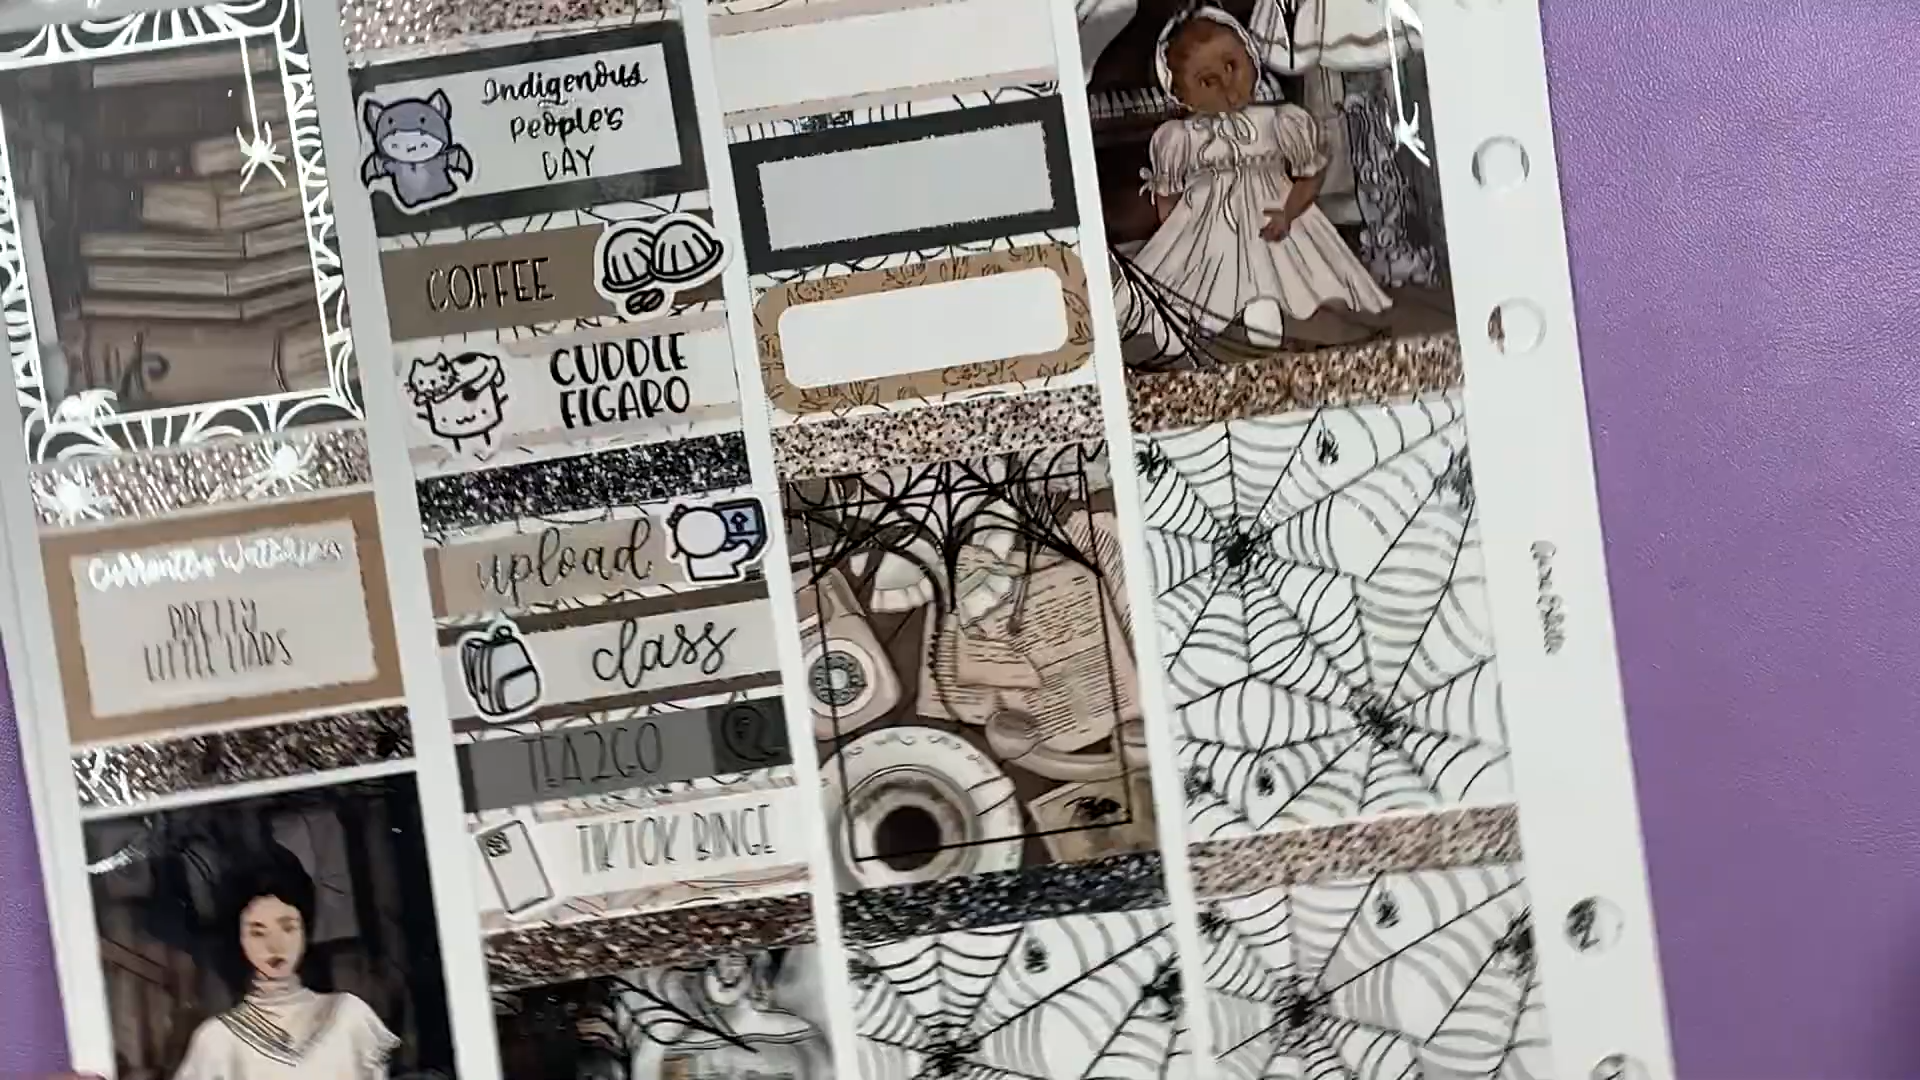 Indigenous
People's
DAY
COFFEE
CUDDLE
FIGARO
upload
class
TEA2GO
TIKTOK BINGE
Currently Watching
PRETTY
LITTLE LIARS